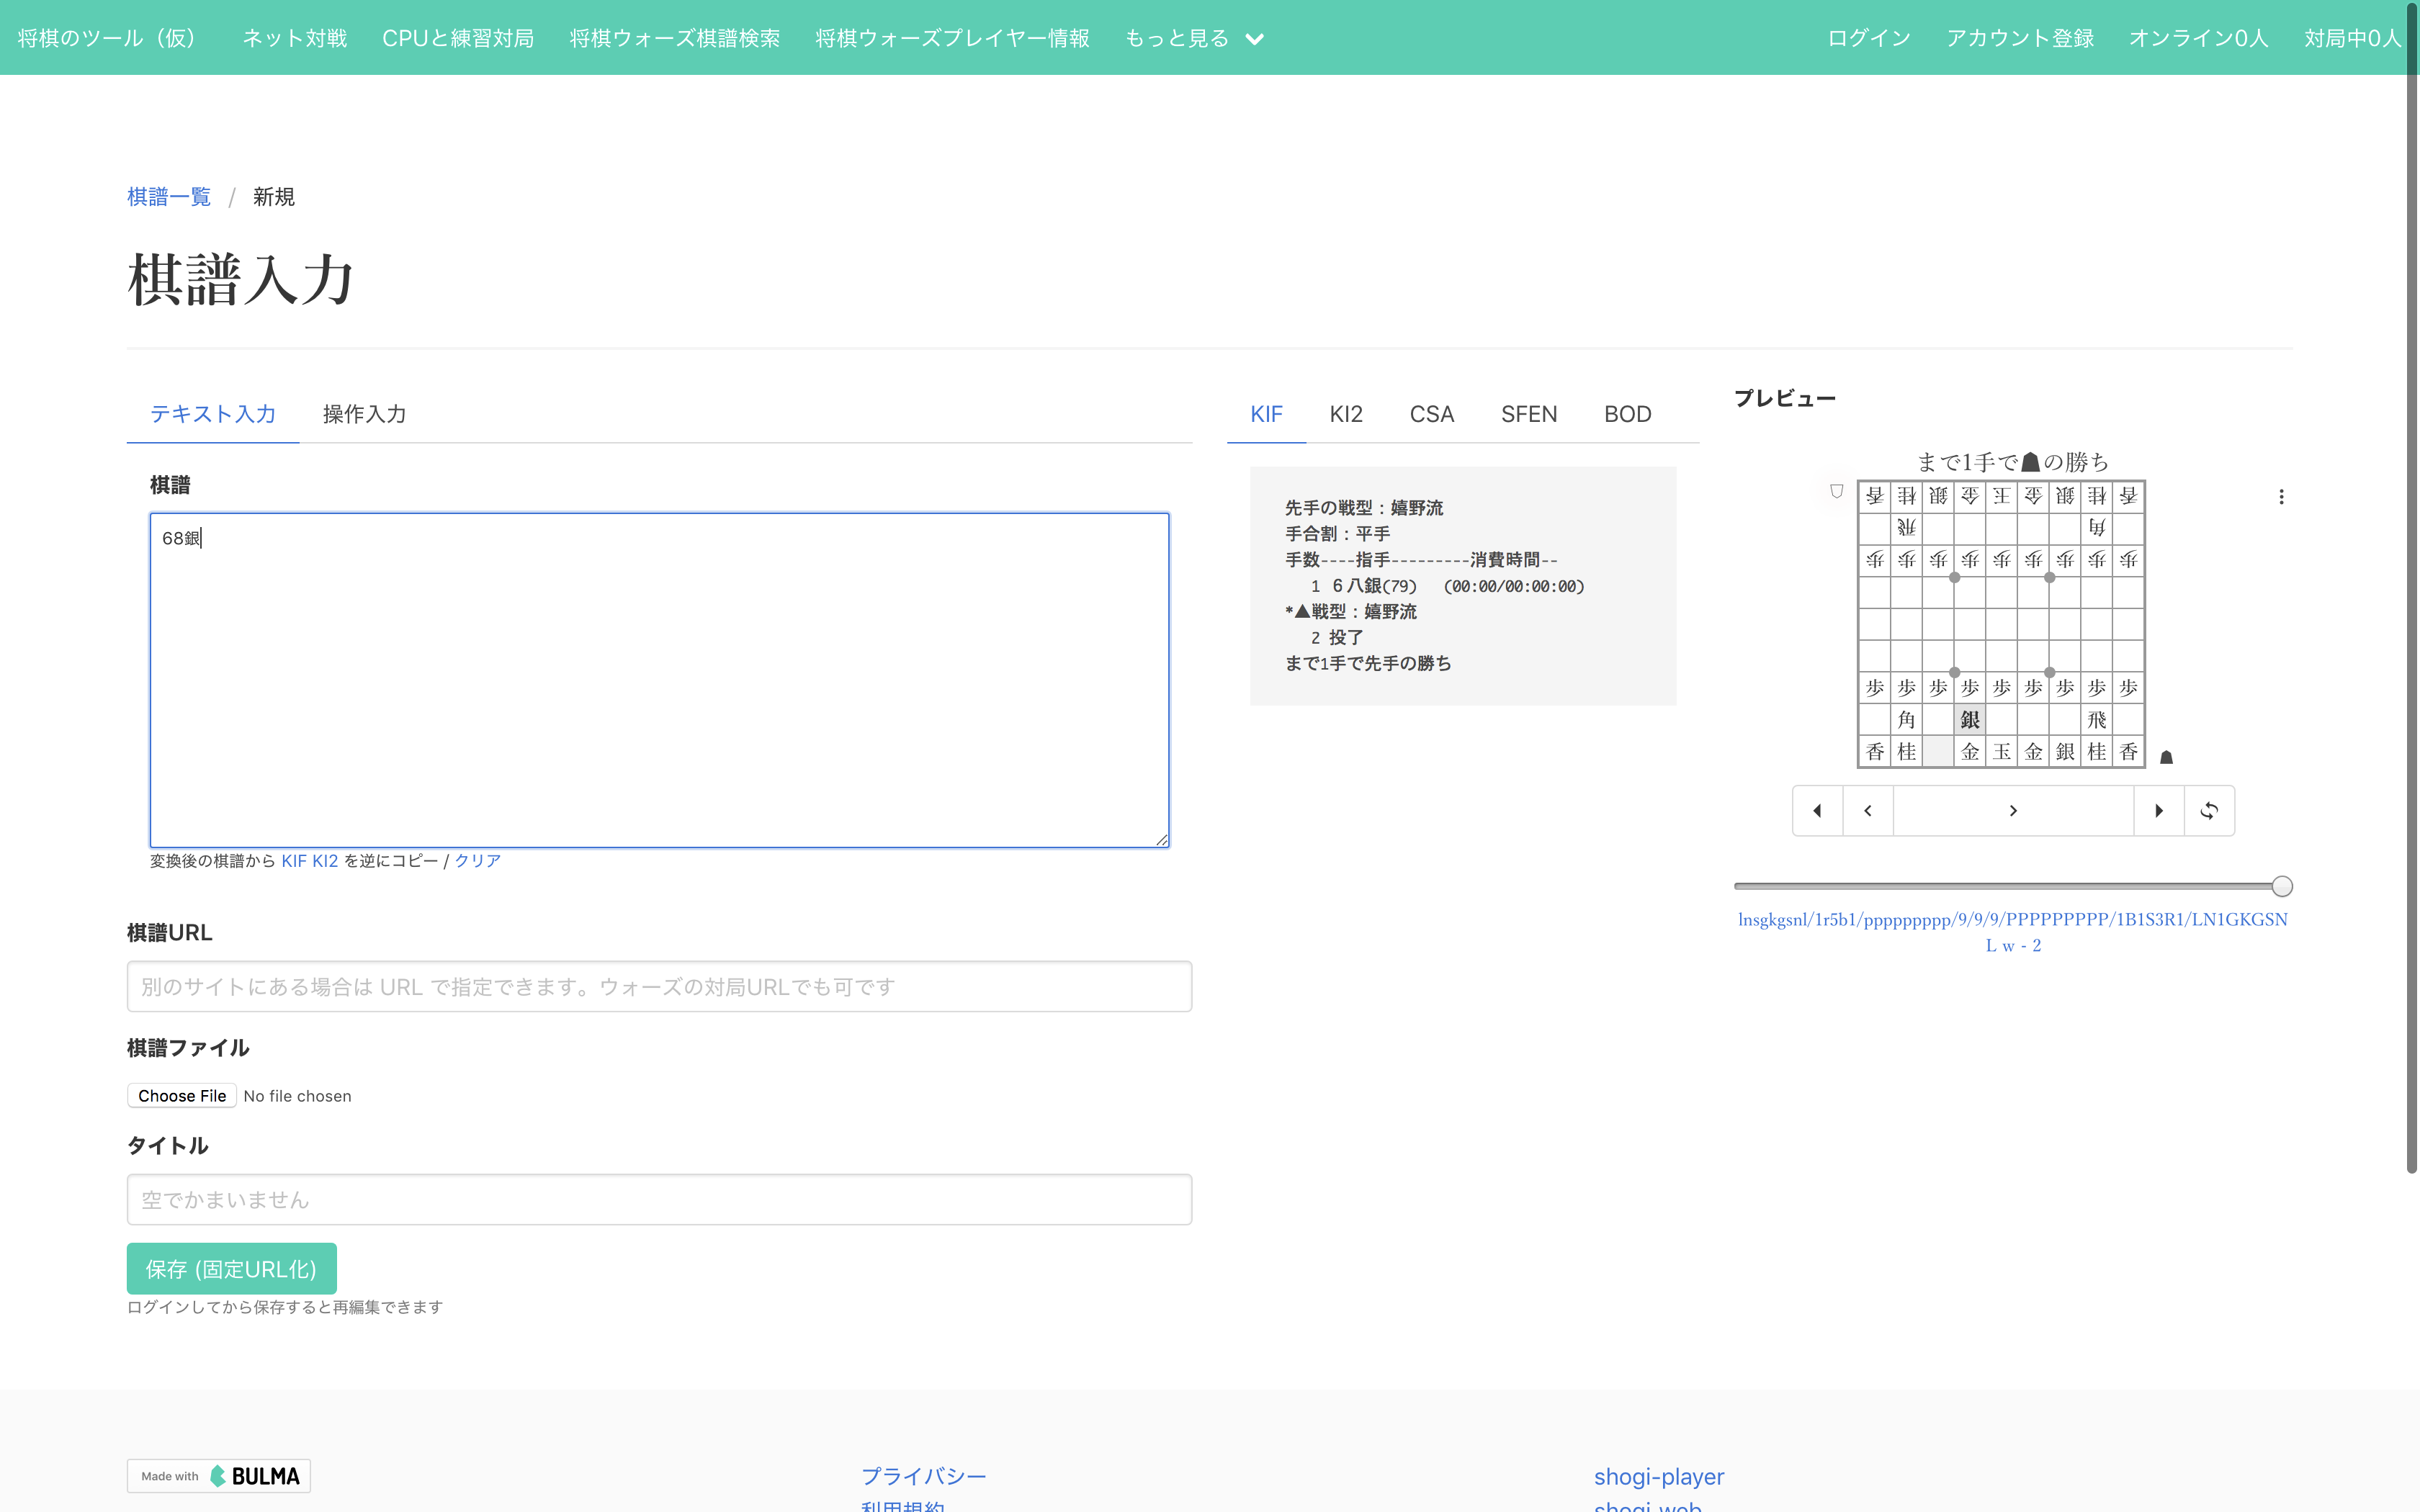 将棋のツール（仮） ネット対戦 CPUと練習対局 将棋ウォーズ棋譜検索 将棋ウォーズプレイヤー情報 もっと見る ログイン アカウント登録 オンライン0人 対局中0人
棋譜一覧 / 新規
棋譜入力
テキスト入力 操作入力
棋譜
68銀
変換後の棋譜から KIF KI2 を逆にコピー / クリア
棋譜URL
別のサイトにある場合は URL で指定できます。ウォーズの対局URLでも可です
棋譜ファイル
Choose File No file chosen
タイトル
空でかまいません
保存 (固定URL化)
ログインしてから保存すると再編集できます
KIF KI2 CSA SFEN BOD
先手の戦型：嬉野流
手合割：平手
手数----指手---------消費時間--
1 ６八銀(79) (00:00/00:00:00)
*▲戦型：嬉野流
2 投了
まで1手で先手の勝ち
プレビュー
まで1手で☗の勝ち
☖
香桂銀金玉金銀桂香
飛 角
歩歩歩歩歩歩歩歩歩
歩歩歩歩歩歩歩歩歩
角 銀 飛
香桂 金玉金銀桂香
☗
lnsgkgsnl/1r5b1/ppppppppp/9/9/9/PPPPPPPPP/1B1S3R1/LN1GKGSN
L w - 2
Made with BULMA
プライバシー
利用規約
shogi-player
shogi-web